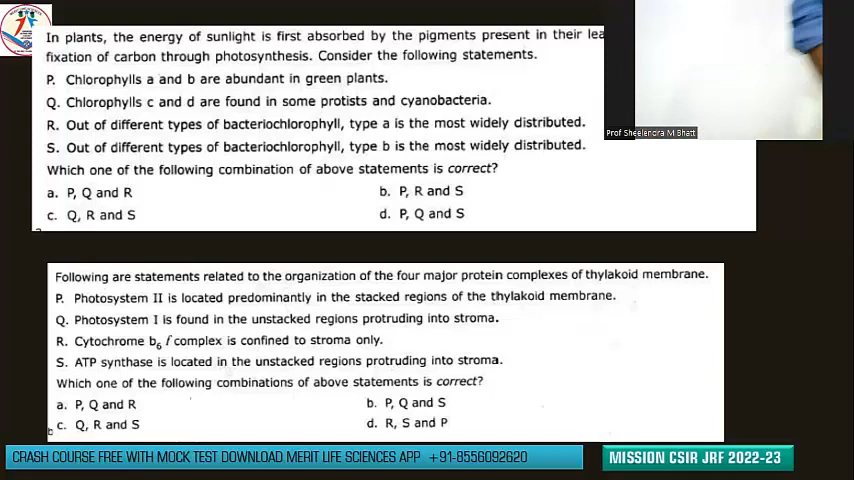 In plants, the energy of sunlight is first absorbed by the pigments present in their
fixation of carbon through photosynthesis. Consider the following statements.
P. Chlorophylls a and b are abundant in green plants.
Q. Chlorophylls c and d are found in some protists and cyanobacteria.
R. Out of different types of bacteriochlorophyll, type a is the most widely distributed.
S. Out of different types of bacteriochlorophyll, type b is the most widely distributed.
Which one of the following combination of above statements is correct?
a. P, Q and R b. P, R and S
c. Q, R and S d. P, Q and S
Prof Sheelendra M Bhatt
Following are statements related to the organization of the four major protein complexes of thylakoid membrane.
P. Photosystem II is located predominantly in the stacked regions of the thylakoid membrane.
Q. Photosystem I is found in the unstacked regions protruding into stroma.
R. Cytochrome b6 f complex is confined to stroma only.
S. ATP synthase is located in the unstacked regions protruding into stroma.
Which one of the following combinations of above statements is correct?
a. P, Q and R b. P, Q and S
c. Q, R and S d. R, S and P
CRASH COURSE FREE WITH MOCK TEST DOWNLOAD MERIT LIFE SCIENCES APP +91-8556092620
MISSION CSIR JRF 2022-23